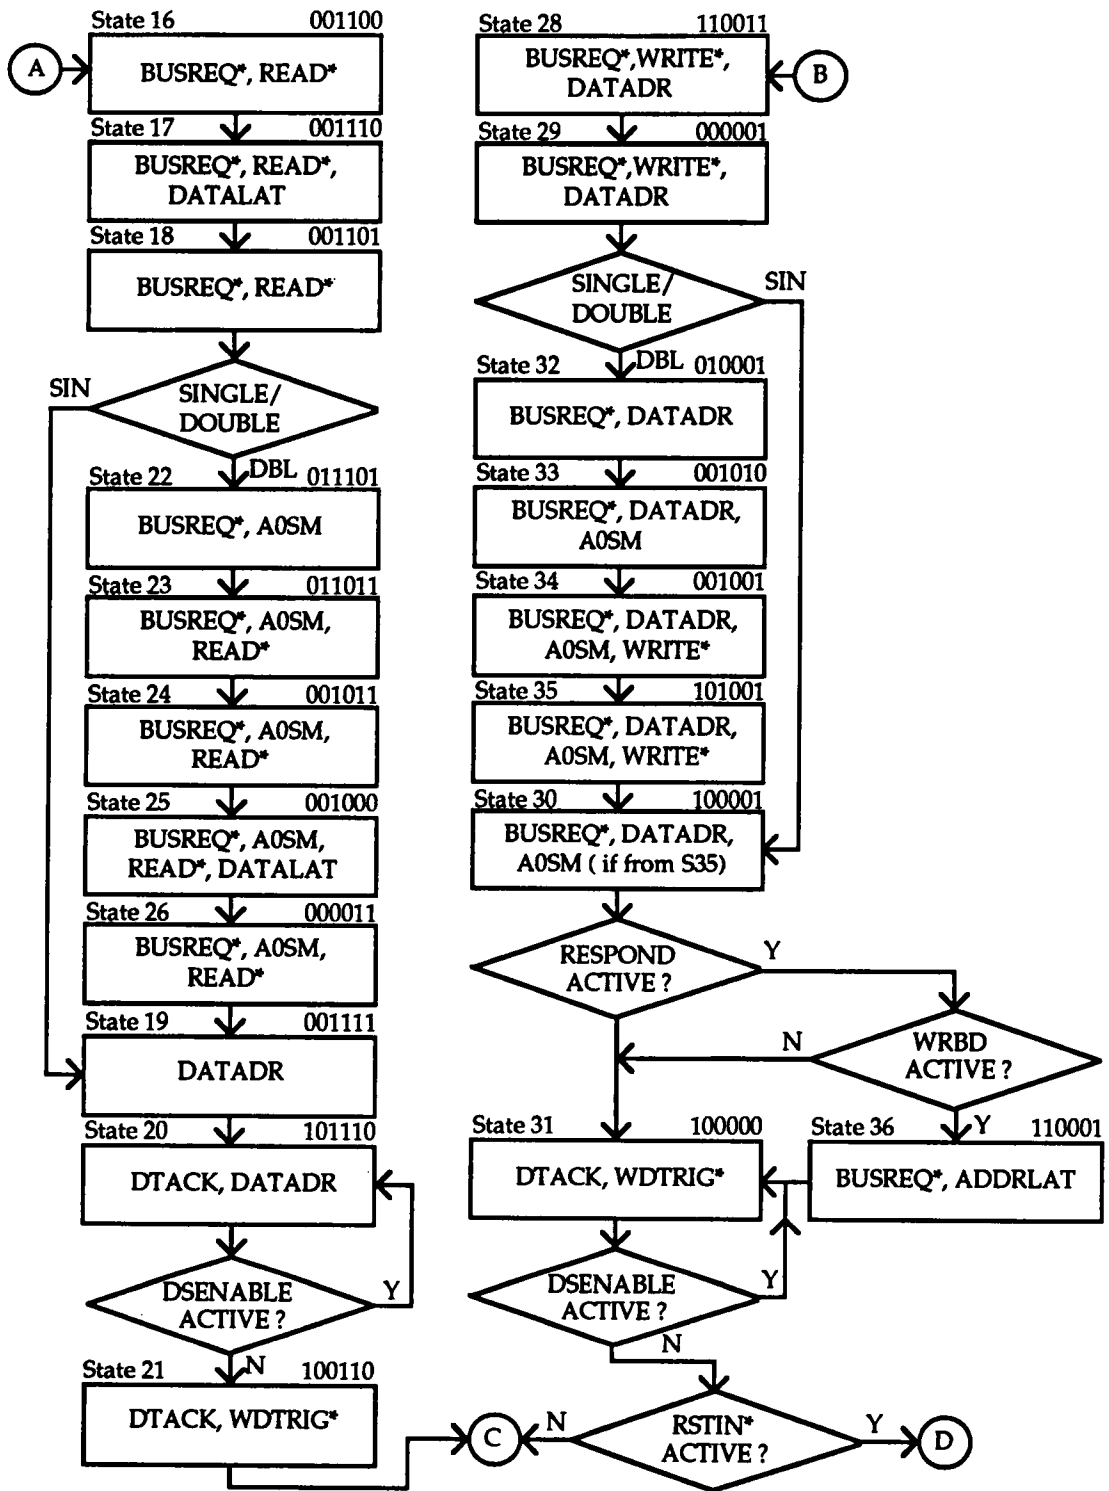 State 16 001100
A
BUSREQ*, READ*
State 17 001110
BUSREQ*, READ*,
DATALAT
State 18 001101
BUSREQ*, READ*
SIN
SINGLE/
DOUBLE
DBL
State 22 011101
BUSREQ*, A0SM
State 23 011011
BUSREQ*, A0SM,
READ*
State 24 001011
BUSREQ*, A0SM,
READ*
State 25 001000
BUSREQ*, A0SM,
READ*, DATALAT
State 26 000011
BUSREQ*, A0SM,
READ*
State 19 001111
DATADR
State 20 101110
DTACK, DATADR
DSENABLE
ACTIVE ?
Y
N
State 21 100110
DTACK, WDTRIG*
State 28 110011
BUSREQ*,WRITE*,
DATADR
B
State 29 000001
BUSREQ*,WRITE*,
DATADR
SINGLE/
DOUBLE
SIN
DBL
State 32 010001
BUSREQ*, DATADR
State 33 001010
BUSREQ*, DATADR,
A0SM
State 34 001001
BUSREQ*, DATADR,
A0SM, WRITE*
State 35 101001
BUSREQ*, DATADR,
A0SM, WRITE*
State 30 100001
BUSREQ*, DATADR,
A0SM ( if from S35)
RESPOND
ACTIVE ?
Y
N
WRBD
ACTIVE ?
Y
State 31 100000
DTACK, WDTRIG*
State 36 110001
BUSREQ*, ADDRLAT
DSENABLE
ACTIVE ?
Y
N
C
N
RSTIN*
ACTIVE ?
Y
D